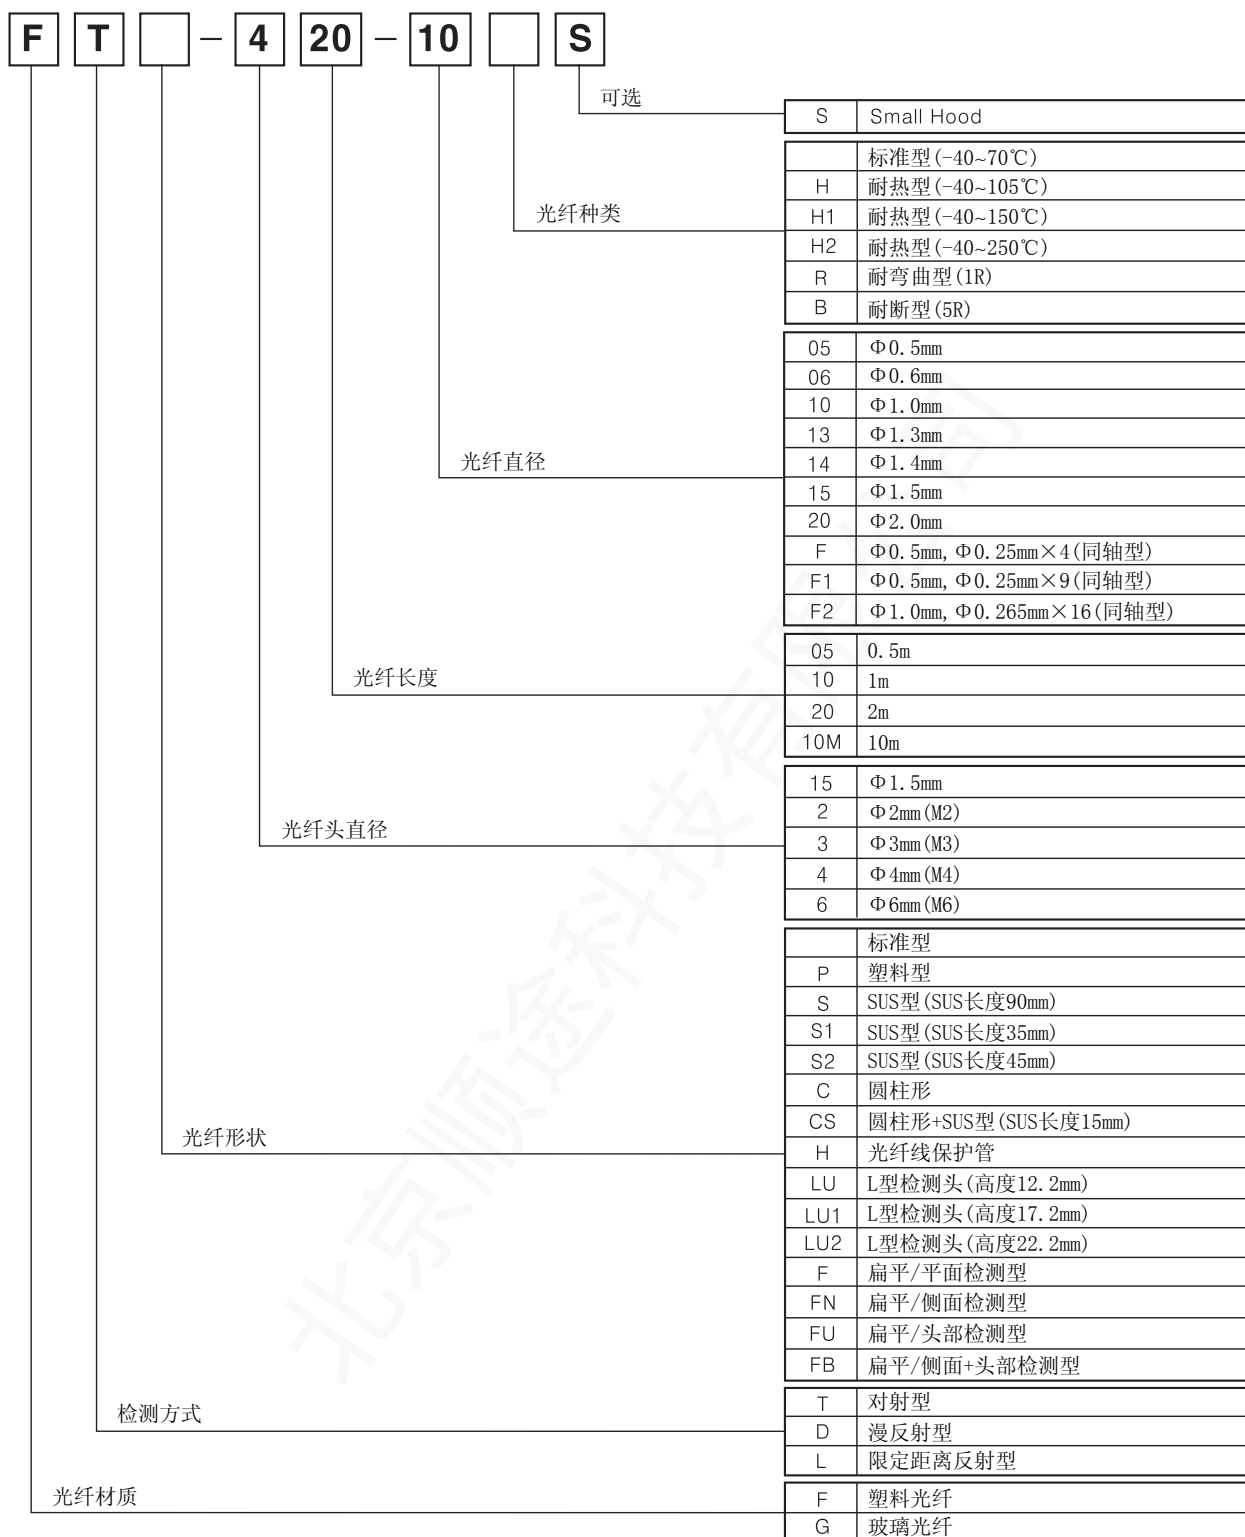 F T □ - 4 20 - 10 □ S
可选
S Small Hood
光纤种类
标准型(-40~70℃)
H 耐热型(-40~105℃)
H1 耐热型(-40~150℃)
H2 耐热型(-40~250℃)
R 耐弯曲型(1R)
B 耐断型(5R)
光纤直径
05 Φ0.5mm
06 Φ0.6mm
10 Φ1.0mm
13 Φ1.3mm
14 Φ1.4mm
15 Φ1.5mm
20 Φ2.0mm
F Φ0.5mm,Φ0.25mm×4(同轴型)
F1 Φ0.5mm,Φ0.25mm×9(同轴型)
F2 Φ1.0mm,Φ0.265mm×16(同轴型)
光纤长度
05 0.5m
10 1m
20 2m
10M 10m
光纤头直径
15 Φ1.5mm
2 Φ2mm(M2)
3 Φ3mm(M3)
4 Φ4mm(M4)
6 Φ6mm(M6)
光纤形状
标准型
P 塑料型
S SUS型(SUS长度90mm)
S1 SUS型(SUS长度35mm)
S2 SUS型(SUS长度45mm)
C 圆柱形
CS 圆柱形+SUS型(SUS长度15mm)
H 光纤线保护管
LU L型检测头(高度12.2mm)
LU1 L型检测头(高度17.2mm)
LU2 L型检测头(高度22.2mm)
F 扁平/平面检测型
FN 扁平/侧面检测型
FU 扁平/头部检测型
FB 扁平/侧面+头部检测型
检测方式
T 对射型
D 漫反射型
L 限定距离反射型
光纤材质
F 塑料光纤
G 玻璃光纤
北京顺途科技有限公司